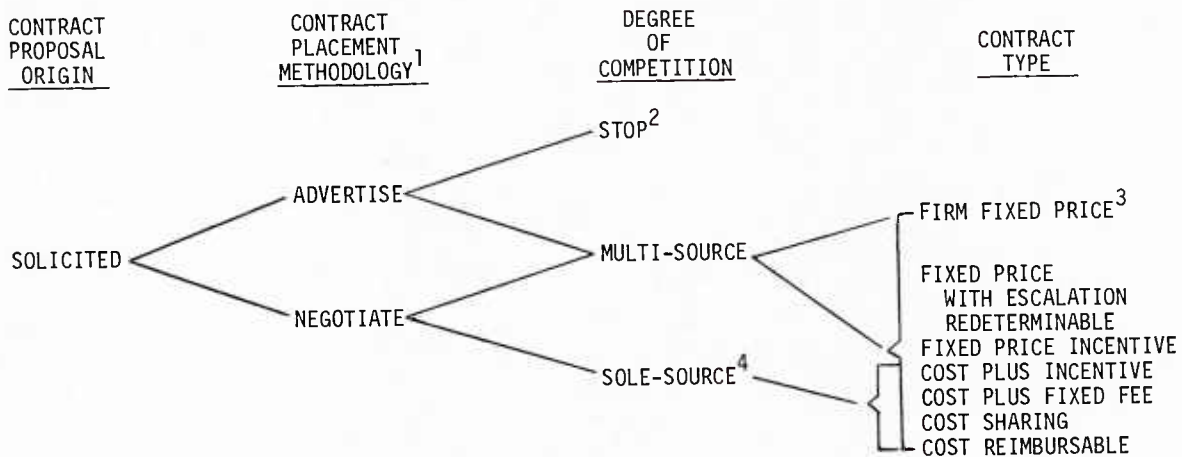 CONTRACT
PROPOSAL
ORIGIN
CONTRACT
PLACEMENT
METHODOLOGY1
DEGREE
OF
COMPETITION
CONTRACT
TYPE
SOLICITED
ADVERTISE
NEGOTIATE
STOP2
MULTI-SOURCE
SOLE-SOURCE4
FIRM FIXED PRICE3
FIXED PRICE
WITH ESCALATION
REDETERMINABLE
FIXED PRICE INCENTIVE
COST PLUS INCENTIVE
COST PLUS FIXED FEE
COST SHARING
COST REIMBURSABLE